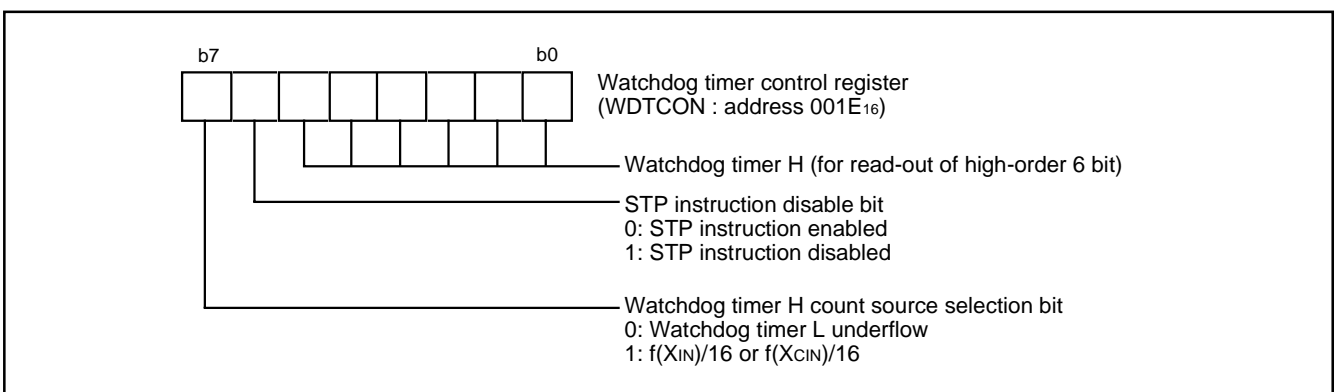 b7 b0
Watchdog timer control register
(WDTCON : address 001E16)
Watchdog timer H (for read-out of high-order 6 bit)
STP instruction disable bit
0: STP instruction enabled
1: STP instruction disabled
Watchdog timer H count source selection bit
0: Watchdog timer L underflow
1: f(XIN)/16 or f(XCIN)/16